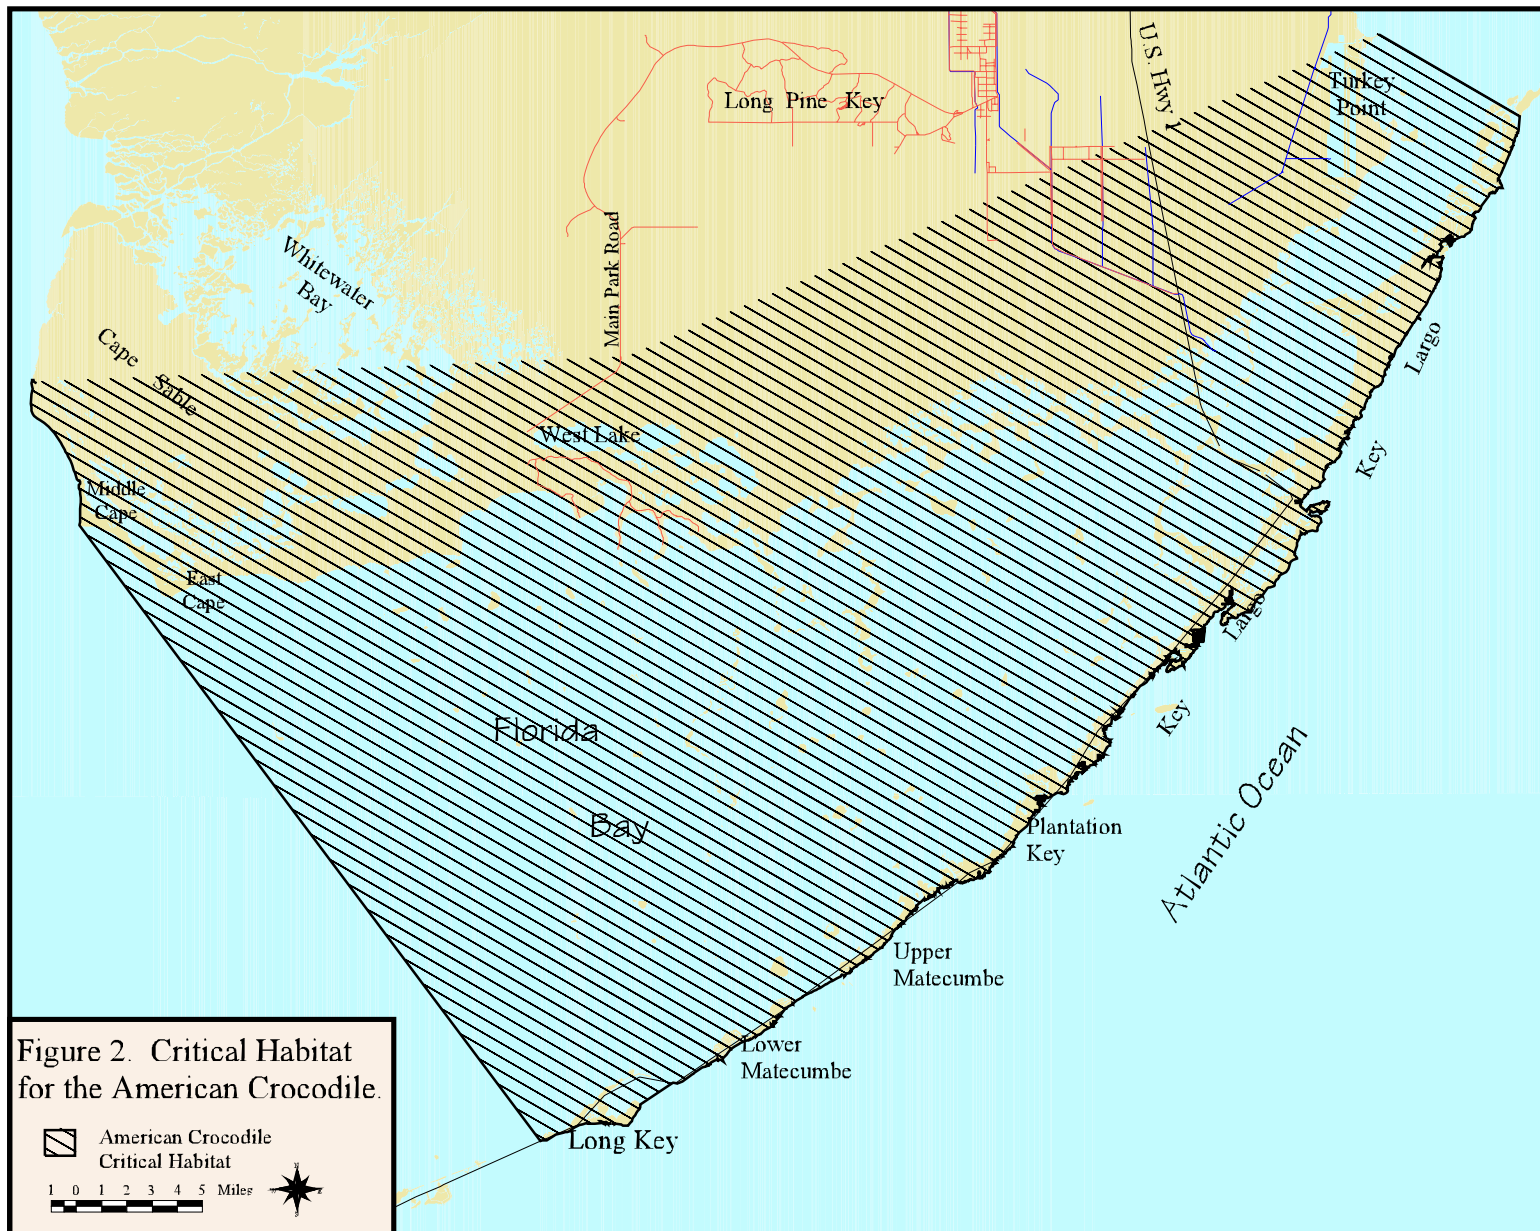 U.S. Hwy 1
Turkey
Point
Long Pine Key
Main Park Road
Whitewater
Bay
Cape
Sable
West Lake
Middle
Cape
East
Cape
Largo
Key
Largo
Key
Florida
Bay
Atlantic Ocean
Plantation
Key
Upper
Matecumbe
Lower
Matecumbe
Long Key
Figure 2. Critical Habitat
for the American Crocodile.
American Crocodile
Critical Habitat
1 0 1 2 3 4 5 Miles